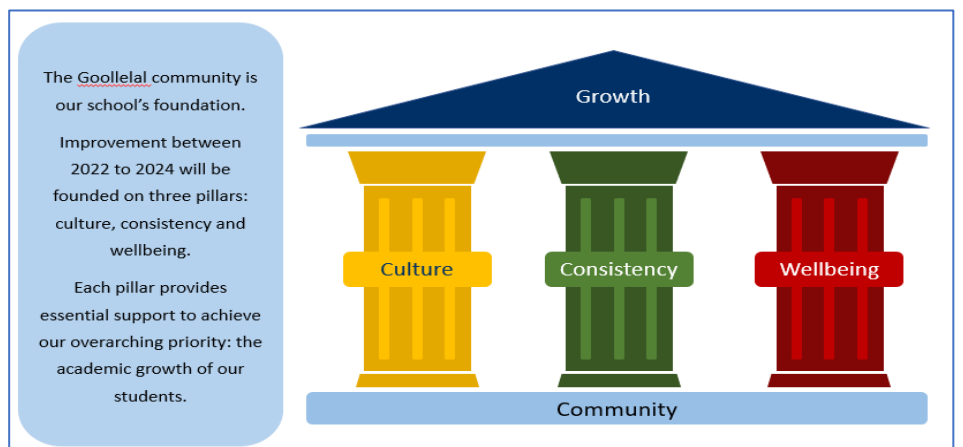 The Goollelal community is
our school's foundation.
Improvement between
2022 to 2024 will be
founded on three pillars:
culture, consistency and
wellbeing.
Each pillar provides
essential support to achieve
our overarching priority: the
academic growth of our
students.
Growth
Culture
Consistency
Wellbeing
Community